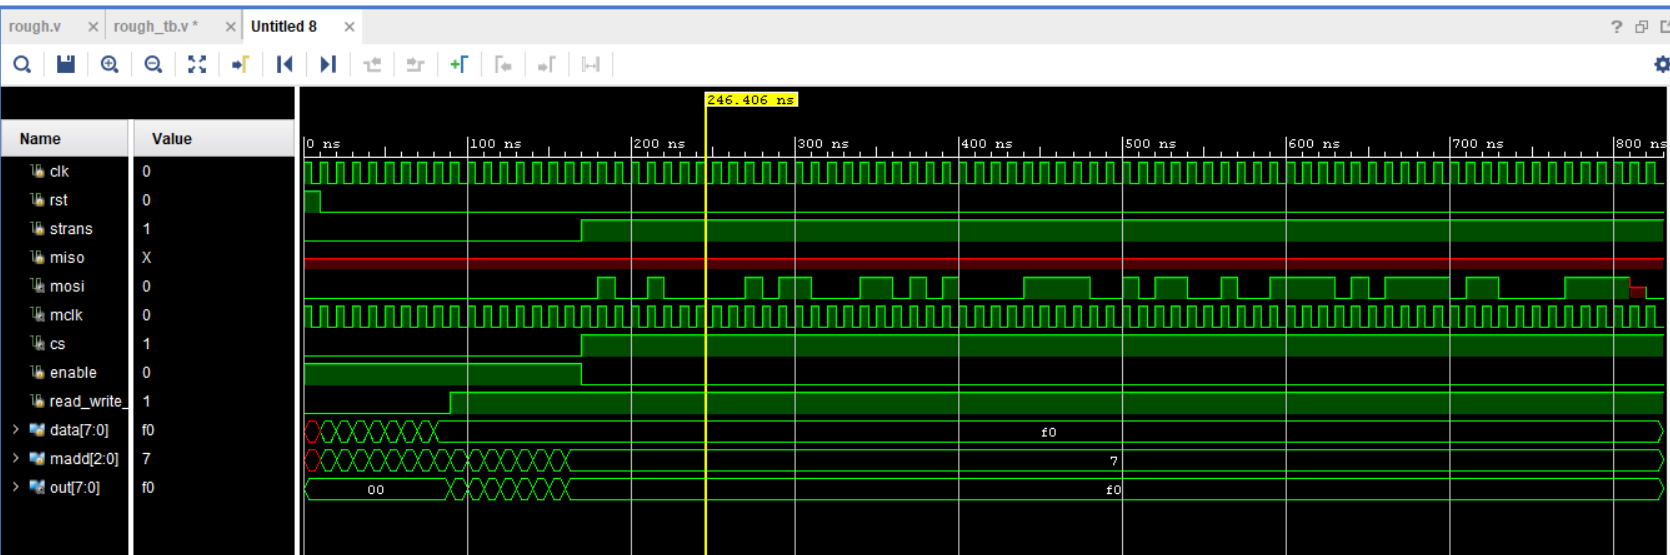 rough.v × rough_tb.v * × Untitled 8 ×
246.406 ns
Name Value
0 ns 100 ns 200 ns 300 ns 400 ns 500 ns 600 ns 700 ns 800 ns
clk 0
rst 0
strans 1
miso X
mosi 0
mclk 0
cs 1
enable 0
read_write_ 1
data[7:0] f0 f0
madd[2:0] 7 7
out[7:0] f0 00 f0